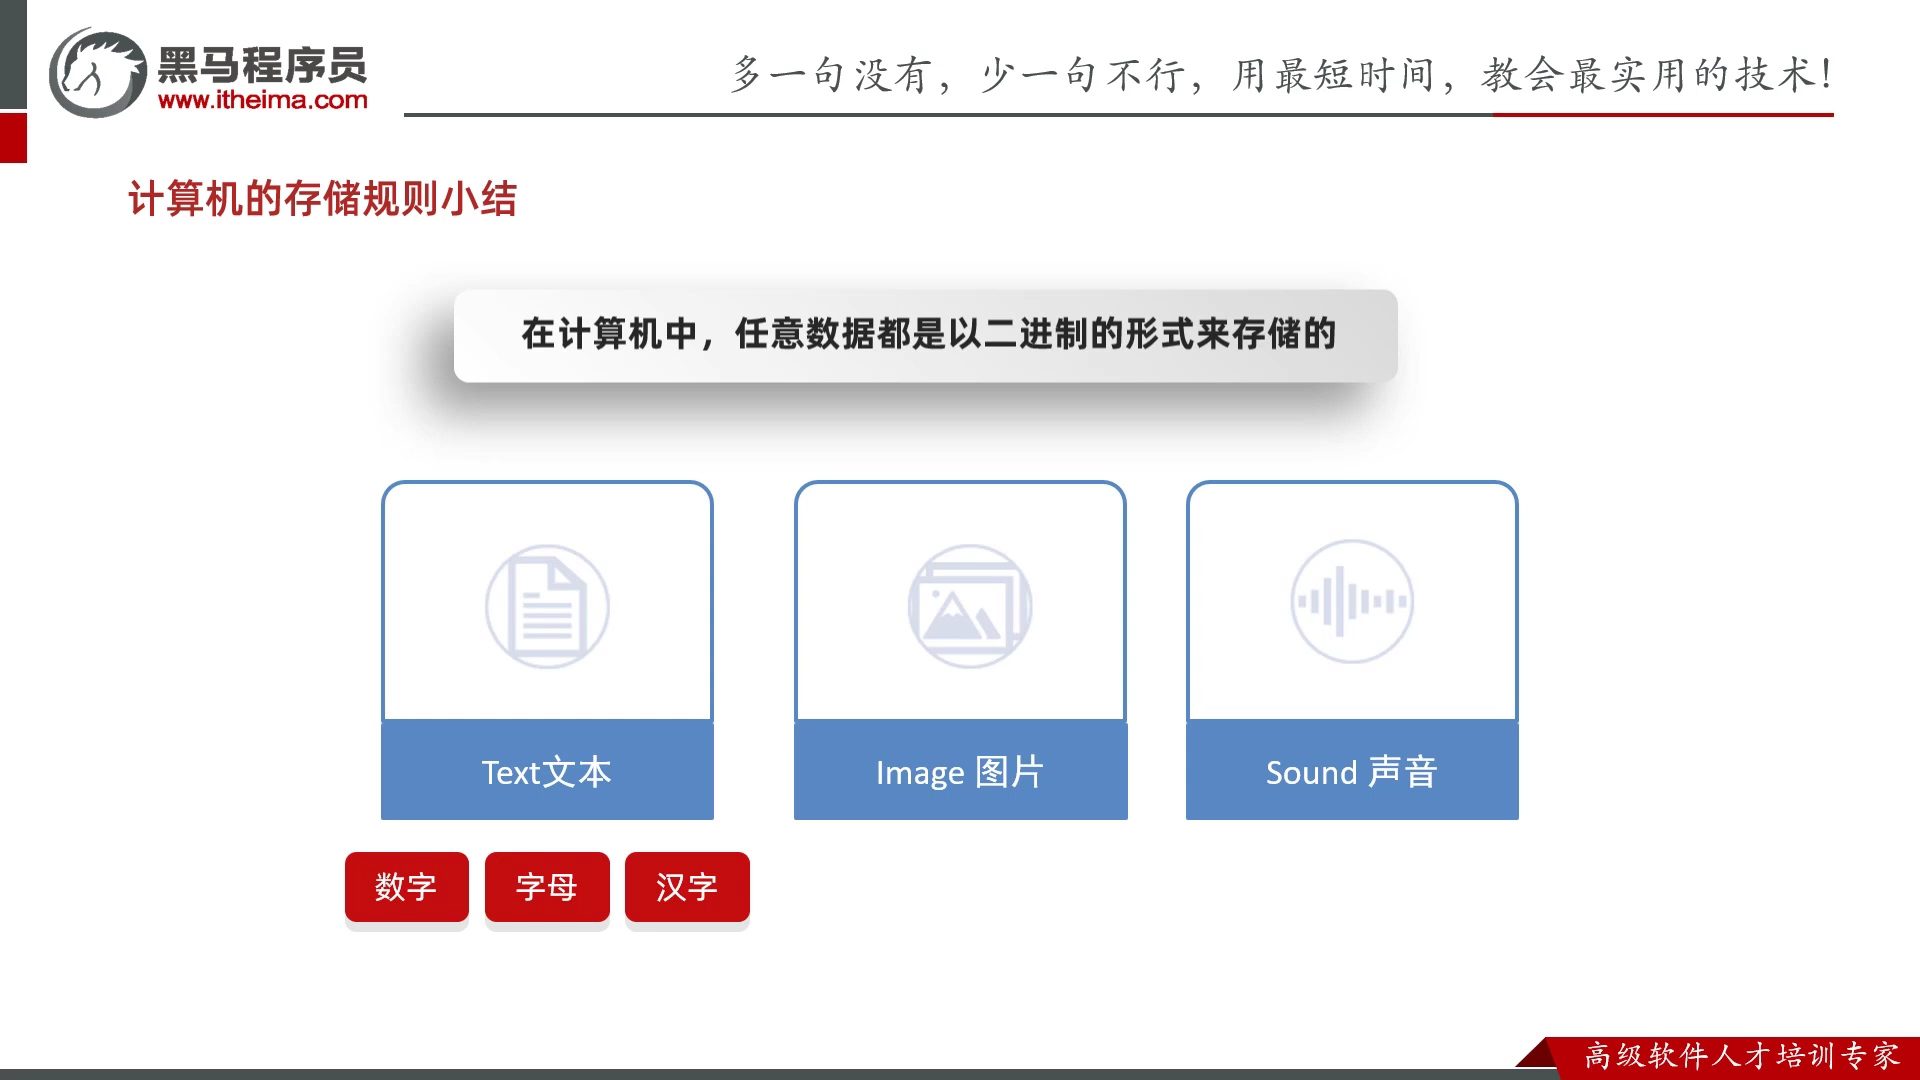 黑马程序员
www.itheima.com
多一句没有，少一句不行，用最短时间，教会最实用的技术！
计算机的存储规则小结
在计算机中，任意数据都是以二进制的形式来存储的
Text文本
Image 图片
Sound 声音
数字
字母
汉字
高级软件人才培训专家